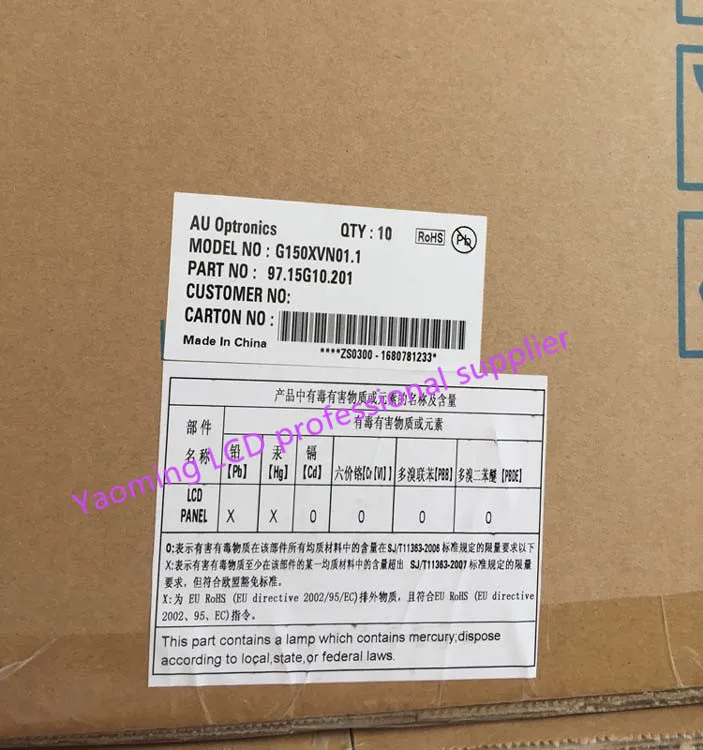 AU Optronics QTY : 10 RoHS Pb
MODEL NO : G150XVN01.1
PART NO : 97.15G10.201
CUSTOMER NO:
CARTON NO :
Made In China ****ZS0300 - 1680781233*
Yaoming LCD professional supplier
产品中有毒有害物质或元素的名称及含量
部件名称 有毒有害物质或元素
铅[Pb] 汞[Hg] 镉[Cd] 六价铬[Cr[VI]] 多溴联苯[PBB] 多溴二苯醚[PBDE]
LCD PANEL X X O O O O
O:表示有害有毒物质在该部件所有均质材料中的含量在SJ/T11363-2006 标准规定的限量要求以下
X:表示有害有毒物质至少在该部件的某一均质材料中的含量超出 SJ/T11363-2007 标准规定的限量
要求，但符合欧盟豁免标准。
X:为 EU RoHS (EU directive 2002/95/EC)排外物质，且符合EU RoHS (EU directive
2002、95、EC)指令。
This part contains a lamp which contains mercury;dispose
according to local,state,or federal laws.